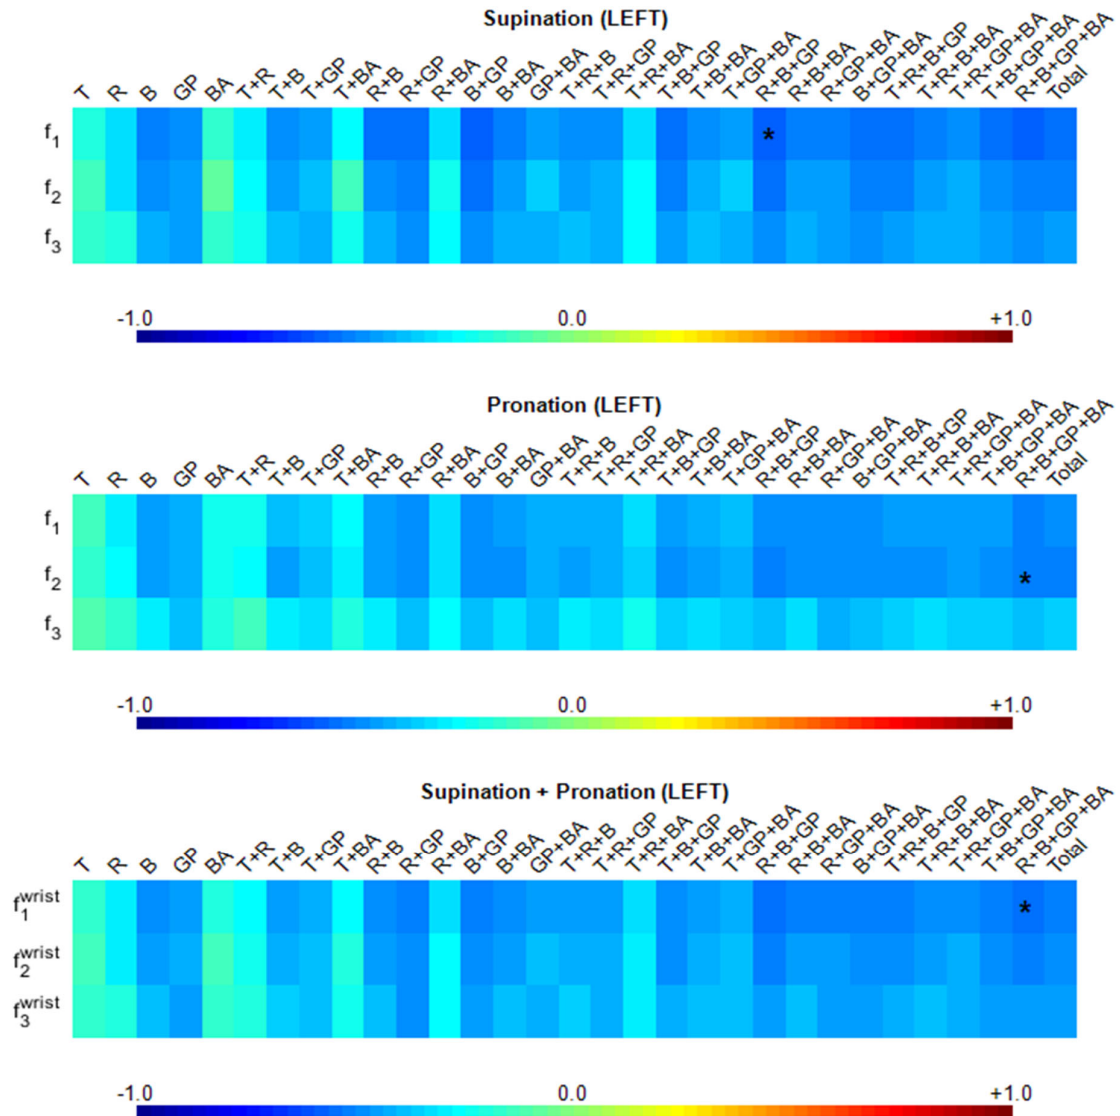 Supination (LEFT)
T R B GP BA T+R T+B T+GP T+BA R+B R+GP R+BA B+GP B+BA GP+BA T+R+B T+R+GP T+R+BA T+B+GP T+B+BA T+GP+BA R+B+GP R+B+BA R+GP+BA B+GP+BA T+R+B+GP T+R+B+BA T+R+GP+BA T+B+GP+BA R+B+GP+BA Total
f1 *
f2
f3
-1.0 0.0 +1.0
Pronation (LEFT)
T R B GP BA T+R T+B T+GP T+BA R+B R+GP R+BA B+GP B+BA GP+BA T+R+B T+R+GP T+R+BA T+B+GP T+B+BA T+GP+BA R+B+GP R+B+BA R+GP+BA B+GP+BA T+R+B+GP T+R+B+BA T+R+GP+BA T+B+GP+BA R+B+GP+BA Total
f1
f2 *
f3
-1.0 0.0 +1.0
Supination + Pronation (LEFT)
T R B GP BA T+R T+B T+GP T+BA R+B R+GP R+BA B+GP B+BA GP+BA T+R+B T+R+GP T+R+BA T+B+GP T+B+BA T+GP+BA R+B+GP R+B+BA R+GP+BA B+GP+BA T+R+B+GP T+R+B+BA T+R+GP+BA T+B+GP+BA R+B+GP+BA Total
f1wrist *
f2wrist
f3wrist
-1.0 0.0 +1.0